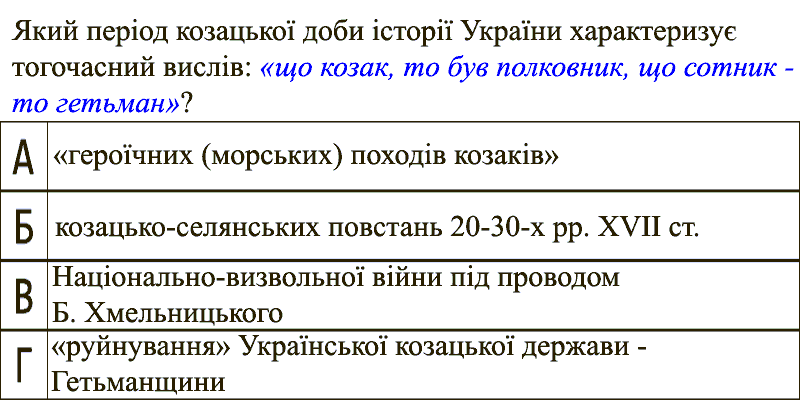 Який період козацької доби історії України характеризує
тогочасний вислів: «що козак, то був полковник, що сотник -
то гетьман»?
А «героїчних (морських) походів козаків»
Б козацько-селянських повстань 20-30-х рр. XVII ст.
В Національно-визвольної війни під проводом
Б. Хмельницького
Г «руйнування» Української козацької держави -
Гетьманщини